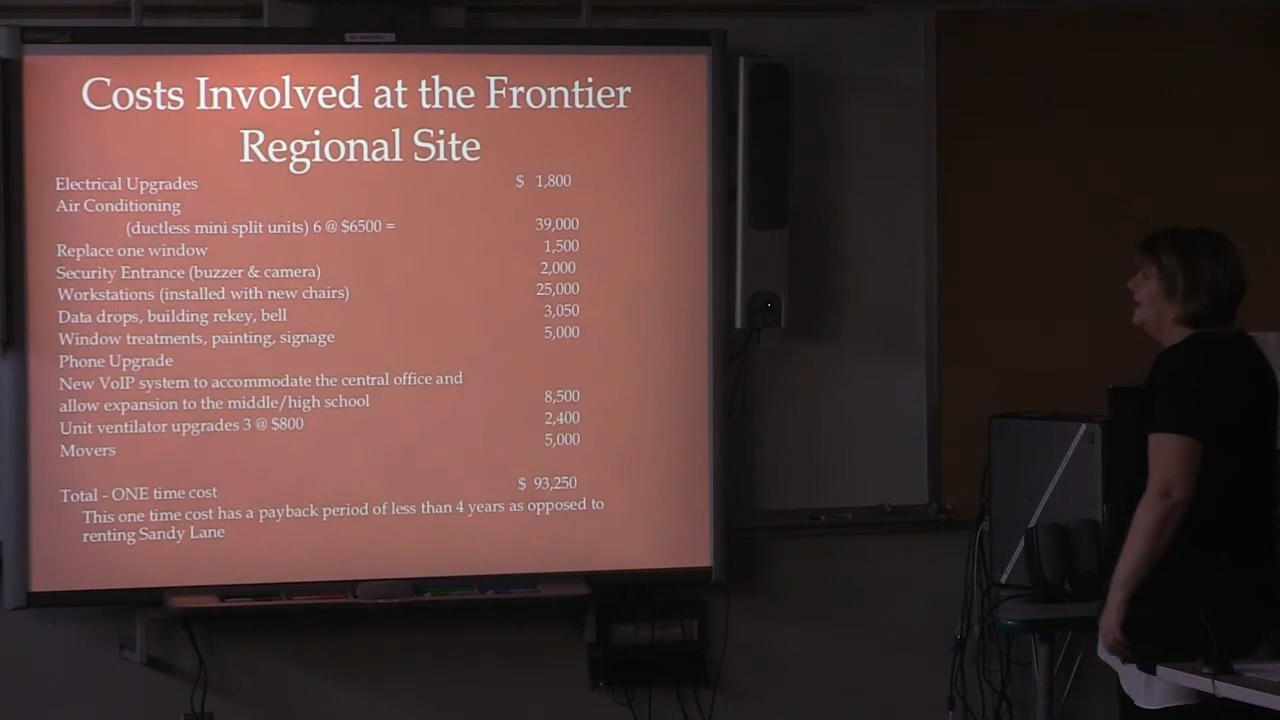 Costs Involved at the Frontier
Regional Site
Electrical Upgrades $ 1,800
Air Conditioning
(ductless mini split units) 6 @ $6500 = 39,000
Replace one window 1,500
Security Entrance (buzzer & camera) 2,000
Workstations (installed with new chairs) 25,000
Data drops, building rekey, bell 3,050
Window treatments, painting, signage 5,000
Phone Upgrade
New VoIP system to accommodate the central office and
allow expansion to the middle/high school 8,500
Unit ventilator upgrades 3 @ $800 2,400
Movers 5,000
Total - ONE time cost $ 93,250
This one time cost has a payback period of less than 4 years as opposed to
renting Sandy Lane